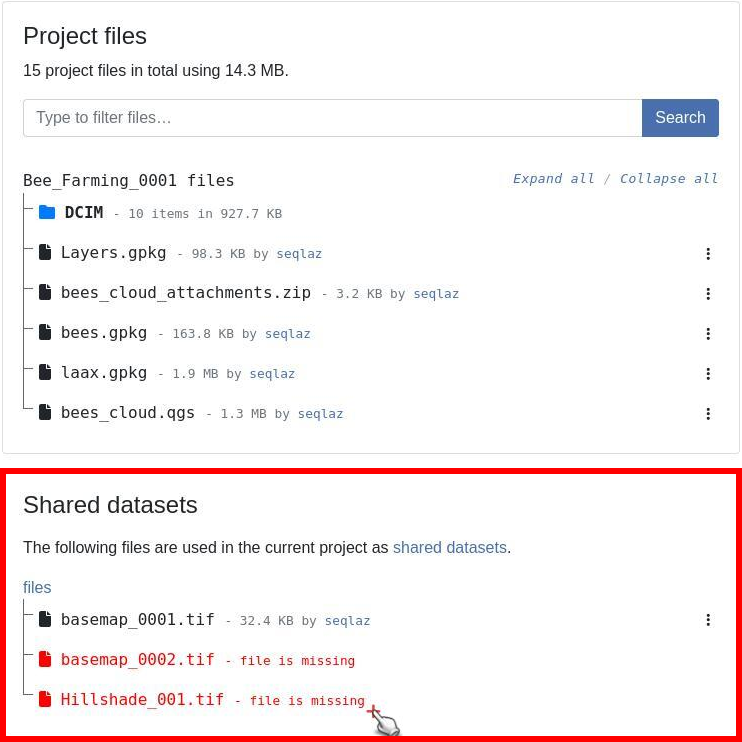 Project files
15 project files in total using 14.3 MB.
Type to filter files…
Search
Bee_Farming_0001 files
Expand all / Collapse all
DCIM - 10 items in 927.7 KB
Layers.gpkg - 98.3 KB by seqlaz
bees_cloud_attachments.zip - 3.2 KB by seqlaz
bees.gpkg - 163.8 KB by seqlaz
laax.gpkg - 1.9 MB by seqlaz
bees_cloud.qgs - 1.3 MB by seqlaz
Shared datasets
The following files are used in the current project as shared datasets.
files
basemap_0001.tif - 32.4 KB by seqlaz
basemap_0002.tif - file is missing
Hillshade_001.tif - file is missing